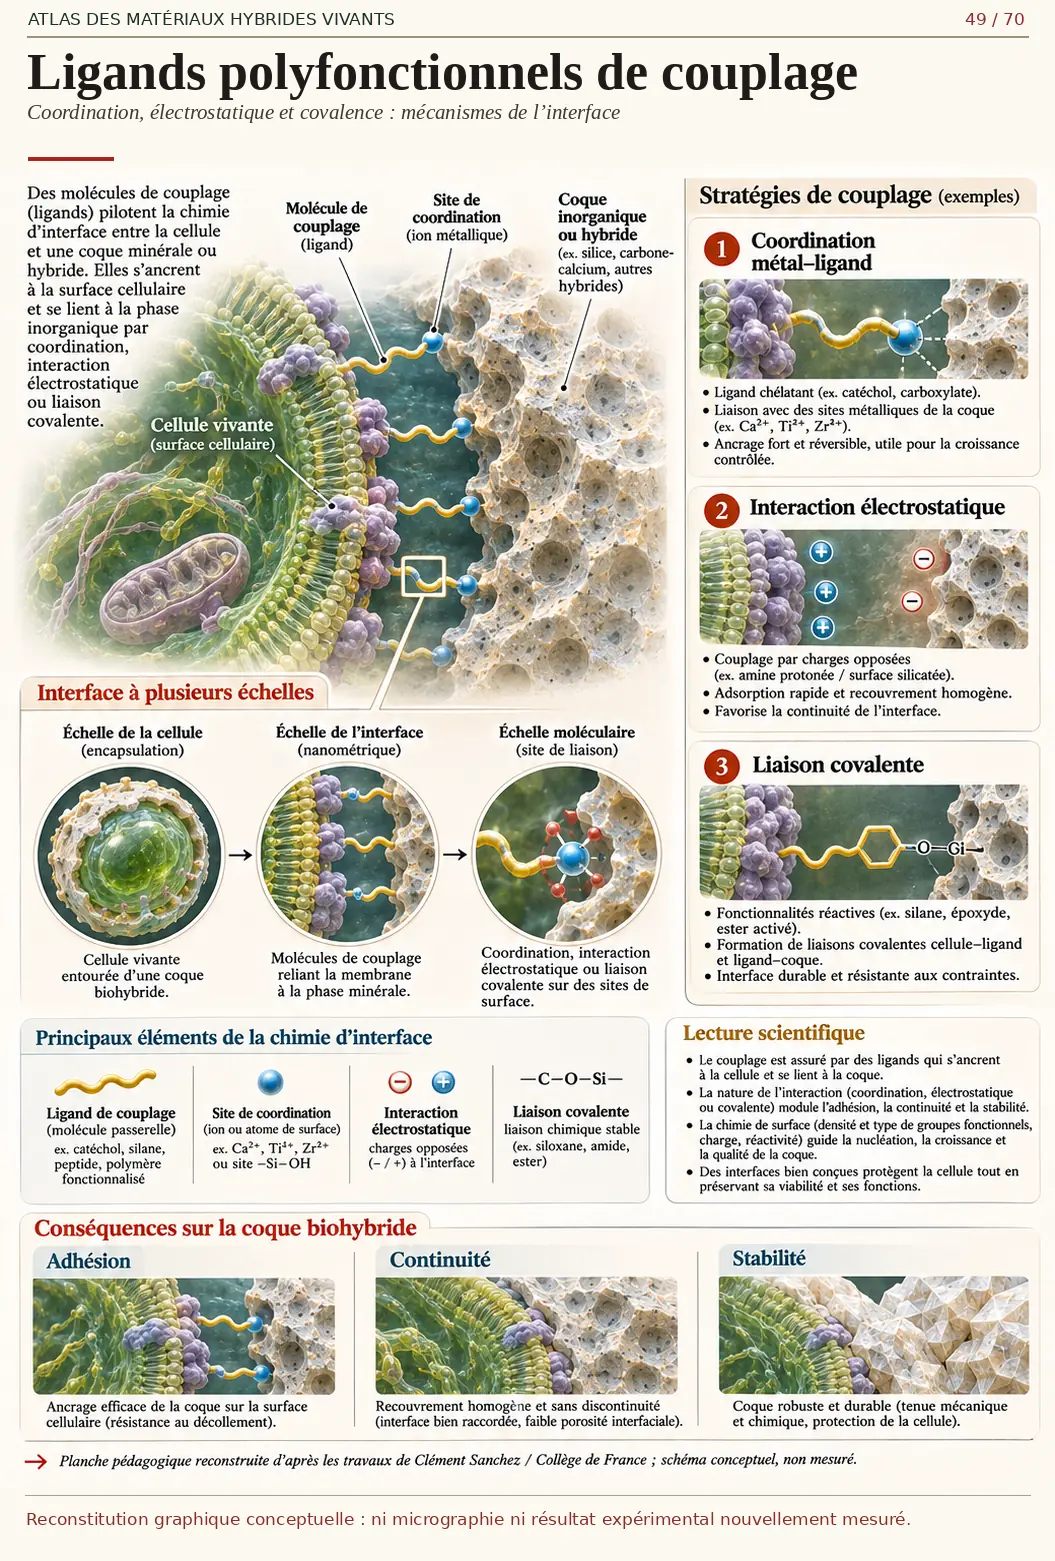 ATLAS DES MATÉRIAUX HYBRIDES VIVANTS
49 / 70
Ligands polyfonctionnels de couplage
Coordination, électrostatique et covalence : mécanismes de l’interface
Des molécules de couplage
(ligands) pilotent la chimie
d’interface entre la cellule
et une coque minérale ou
hybride. Elles s’ancrent
à la surface cellulaire
et se lient à la phase
inorganique par
coordination,
interaction
électrostatique
ou liaison
covalente.
Molécule de
couplage
(ligand)
Site de
coordination
(ion métallique)
Coque
inorganique
ou hybride
(ex. silice, carbone-
calcium, autres
hybrides)
Cellule vivante
(surface cellulaire)
Interface à plusieurs échelles
Échelle de la cellule
(encapsulation)
Cellule vivante
entourée d’une coque
biohybride.
Échelle de l’interface
(nanométrique)
Molécules de couplage
reliant la membrane
à la phase minérale.
Échelle moléculaire
(site de liaison)
Coordination, interaction
électrostatique ou liaison
covalente sur des sites de
surface.
Stratégies de couplage (exemples)
1 Coordination
métal–ligand
• Ligand chélatant (ex. catéchol, carboxylate).
• Liaison avec des sites métalliques de la coque
(ex. Ca²⁺, Ti²⁺, Zr²⁺).
• Ancrage fort et réversible, utile pour la croissance
contrôlée.
2 Interaction électrostatique
+
+
+
−
−
• Couplage par charges opposées
(ex. amine protonée / surface silicatée).
• Adsorption rapide et recouvrement homogène.
• Favorise la continuité de l’interface.
3 Liaison covalente
O—Gi—
• Fonctionnalités réactives (ex. silane, époxyde,
ester activé).
• Formation de liaisons covalentes cellule–ligand
et ligand–coque.
• Interface durable et résistante aux contraintes.
Principaux éléments de la chimie d’interface
Ligand de couplage
(molécule passerelle)
ex. catéchol, silane,
peptide, polymère
fonctionnalisé
Site de coordination
(ion ou atome de surface)
ex. Ca²⁺, Ti⁴⁺, Zr²⁺
ou site –Si–OH
− +
Interaction
électrostatique
charges opposées
(– / +) à l’interface
—C—O—Si—
Liaison covalente
liaison chimique stable
(ex. siloxane, amide,
ester)
Lecture scientifique
• Le couplage est assuré par des ligands qui s’ancrent
à la cellule et se lient à la coque.
• La nature de l’interaction (coordination, électrostatique
ou covalente) module l’adhésion, la continuité et la stabilité.
• La chimie de surface (densité et type de groupes fonctionnels,
charge, réactivité) guide la nucléation, la croissance et
la qualité de la coque.
• Des interfaces bien conçues protègent la cellule tout en
préservant sa viabilité et ses fonctions.
Conséquences sur la coque biohybride
Adhésion
Ancrage efficace de la coque sur la surface
cellulaire (résistance au décollement).
Continuité
Recouvrement homogène et sans discontinuité
(interface bien raccordée, faible porosité interfaciale).
Stabilité
Coque robuste et durable (tenue mécanique
et chimique, protection de la cellule).
→ Planche pédagogique reconstruite d’après les travaux de Clément Sanchez / Collège de France ; schéma conceptuel, non mesuré.
Reconstitution graphique conceptuelle : ni micrographie ni résultat expérimental nouvellement mesuré.